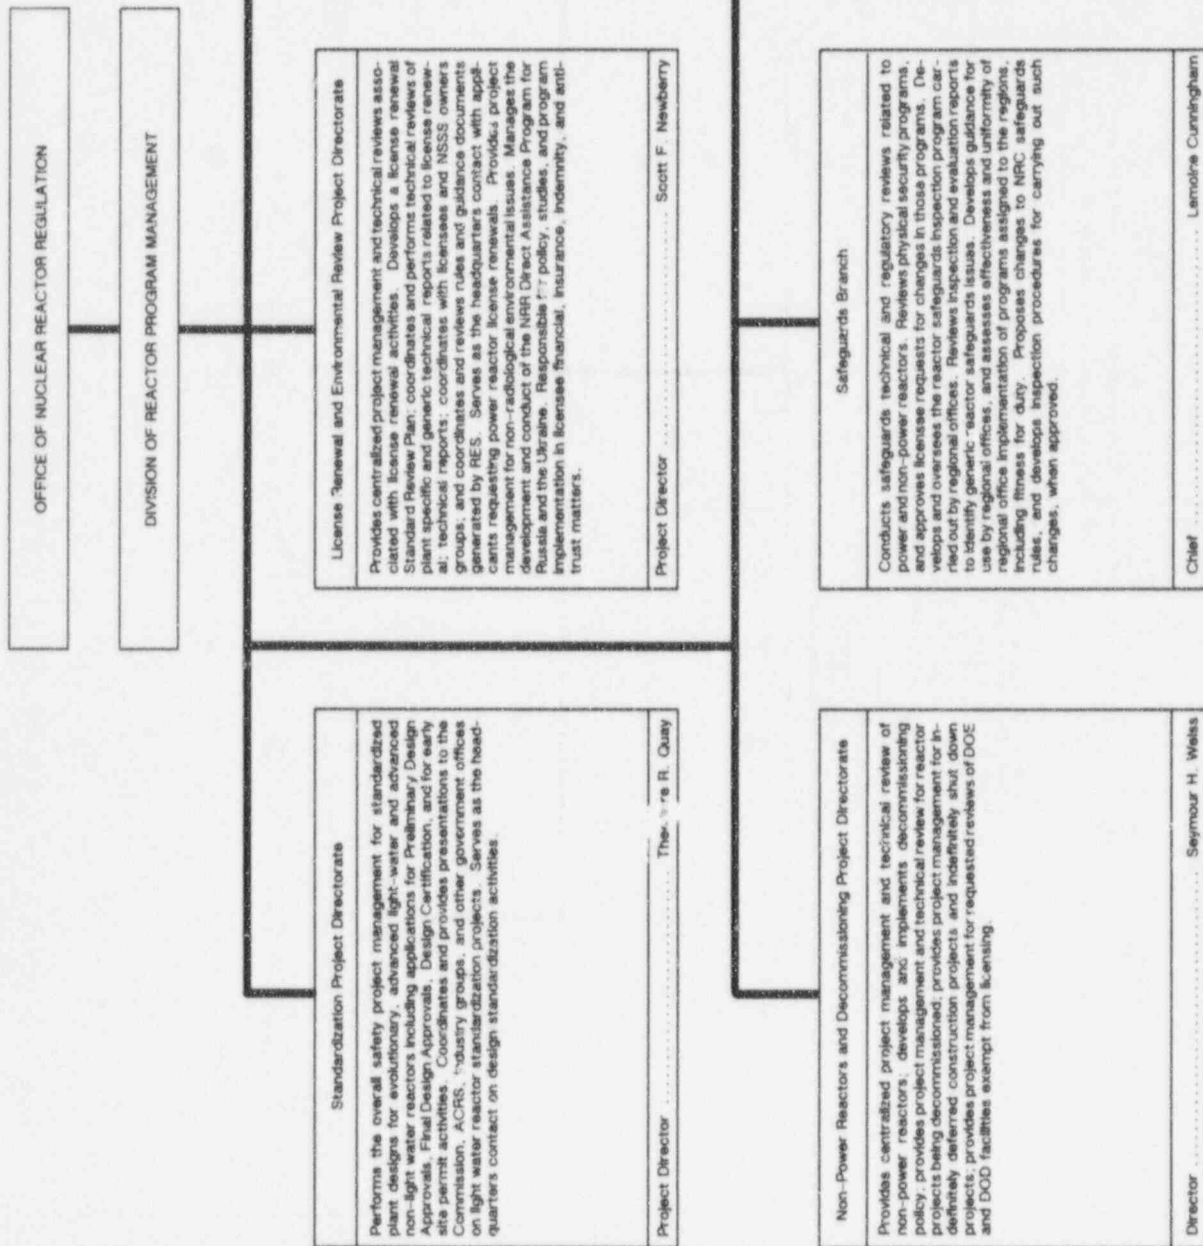 OFFICE OF NUCLEAR REACTOR REGULATION
DIVISION OF REACTOR PROGRAM MANAGEMENT
Standardization Project Directorate
Performs the overall safety project management for standardized
plant designs for evolutionary, advanced light-water and advanced
non-light water reactors including applications for Preliminary Design
Approvals, Final Design Approvals, Design Certification, and for early
site permit activities. Coordinates and provides presentations to the
Commission, ACRS, industry groups, and other government offices
on light water reactor standardization projects. Serves as the head-
quarters contact on design standardization activities.
Project Director .......... R. Quay
License Renewal and Environmental Review Project Directorate
Provides centralized project management and technical reviews asso-
ciated with license renewal activities. Develops a license renewal
Standard Review Plan; coordinates and performs technical reviews of
plant specific and generic technical reports related to license renew-
al; technical reports; coordinates with licensees and NSSS owners
groups; and coordinates and reviews rules and guidance documents
generated by RES. Serves as the headquarters contact with appli-
cants requesting power reactor license renewals. Provides project
management for non-radiological environmental issues. Manages the
development and conduct of the NRR Direct Assistance Program for
Russia and the Ukraine. Responsible for policy, studies, and program
implementation in licensee financial, insurance, indemnity, and anti-
trust matters.
Project Director .......... Scott F. Newberry
Non-Power Reactors and Decommissioning Project Directorate
Provides centralized project management and technical review of
non-power reactors; develops and implements decommissioning
policy; provides project management and technical review for reactor
projects being decommissioned; provides project management for in-
definitely deferred construction projects and indefinitely shut down
projects; provides project management for requested reviews of DOE
and DOD facilities exempt from licensing.
Director .......... Seymour H. Weiss
Safeguards Branch
Conducts safeguards technical and regulatory reviews related to
power and non-power reactors. Reviews physical security programs,
and approves licensee requests for changes in those programs. De-
velops and oversees the reactor safeguards inspection program car-
ried out by regional offices. Reviews inspection and evaluation reports
to identify generic reactor safeguards issues. Develops guidance for
use by regional offices, and assesses effectiveness and uniformity of
regional office implementation of programs assigned to the regions,
including fitness for duty. Proposes changes to NRC safeguards
rules, and develops inspection procedures for carrying out such
changes, when approved.
Chief .......... Lemoine Cunningham